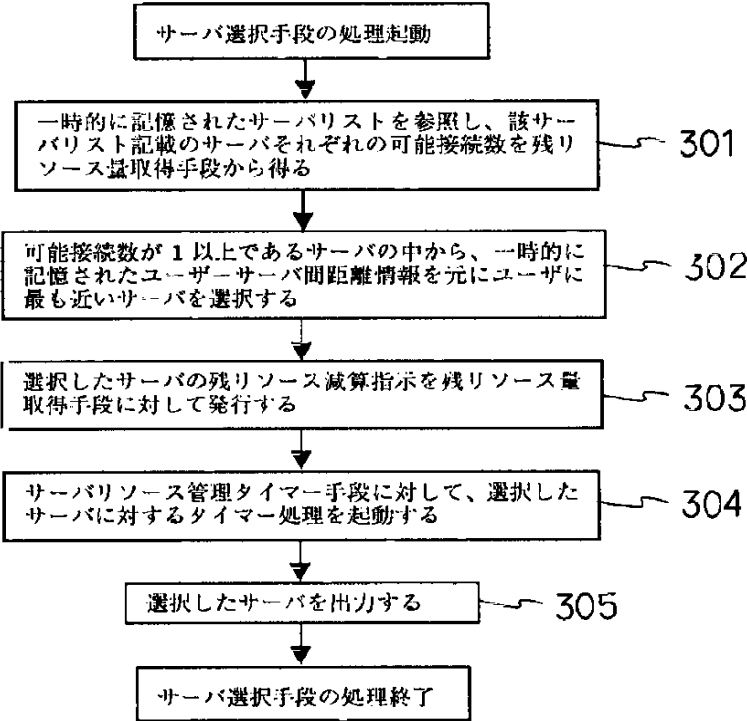 サーバ選択手段の処理起動
一時的に記憶されたサーバリストを参照し、該サー
バリスト記載のサーバそれぞれの可能接続数を残リ
ソース量取得手段から得る
301
可能接続数が1以上であるサーバの中から、一時的に
記憶されたユーザーサーバ間距離情報を元にユーザに
最も近いサーバを選択する
302
選択したサーバの残リソース減算指示を残リソース量
取得手段に対して発行する
303
サーバリソース管理タイマー手段に対して、選択した
サーバに対するタイマー処理を起動する
304
選択したサーバを出力する
305
サーバ選択手段の処理終了